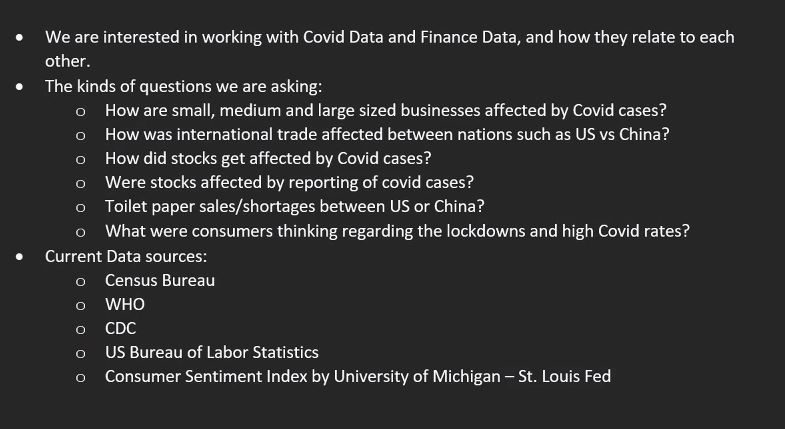 • We are interested in working with Covid Data and Finance Data, and how they relate to each
other.
• The kinds of questions we are asking:
o How are small, medium and large sized businesses affected by Covid cases?
o How was international trade affected between nations such as US vs China?
o How did stocks get affected by Covid cases?
o Were stocks affected by reporting of covid cases?
o Toilet paper sales/shortages between US or China?
o What were consumers thinking regarding the lockdowns and high Covid rates?
• Current Data sources:
o Census Bureau
o WHO
o CDC
o US Bureau of Labor Statistics
o Consumer Sentiment Index by University of Michigan – St. Louis Fed